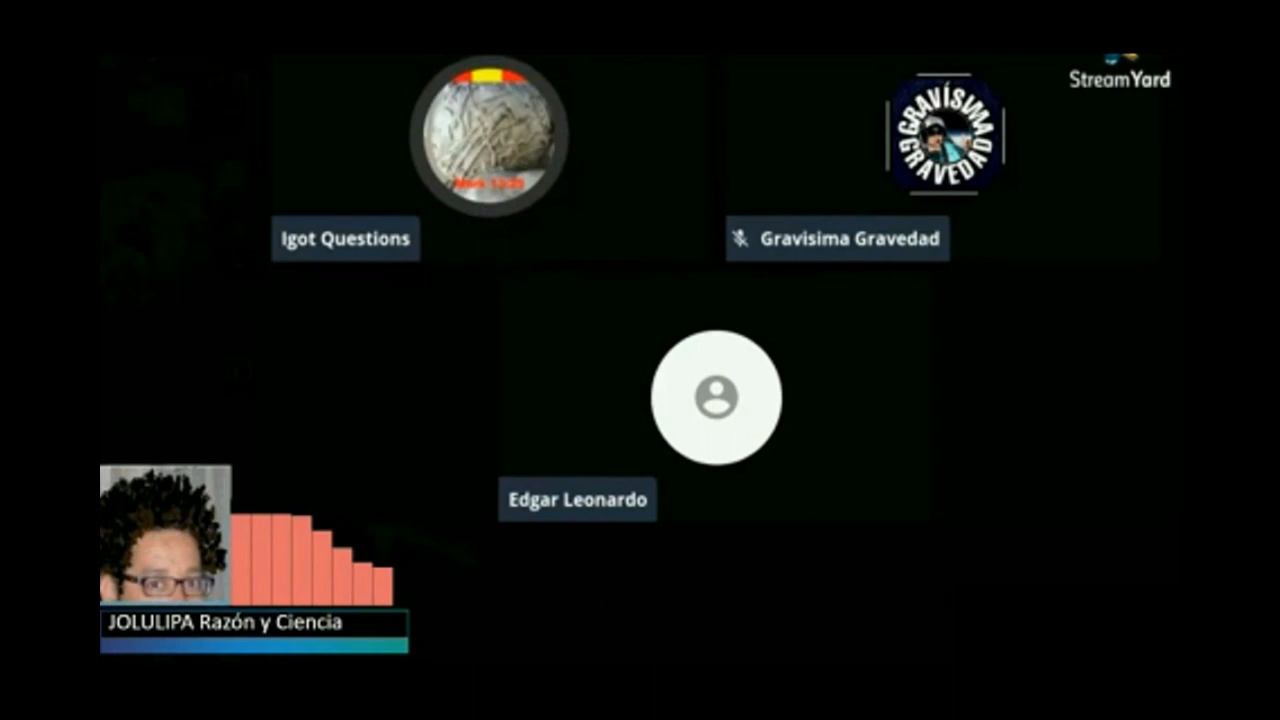 StreamYard
GRAVÍSIMA
GRAVEDAD
Igot Questions
Gravisima Gravedad
Edgar Leonardo
JOLULIPA Razón y Ciencia